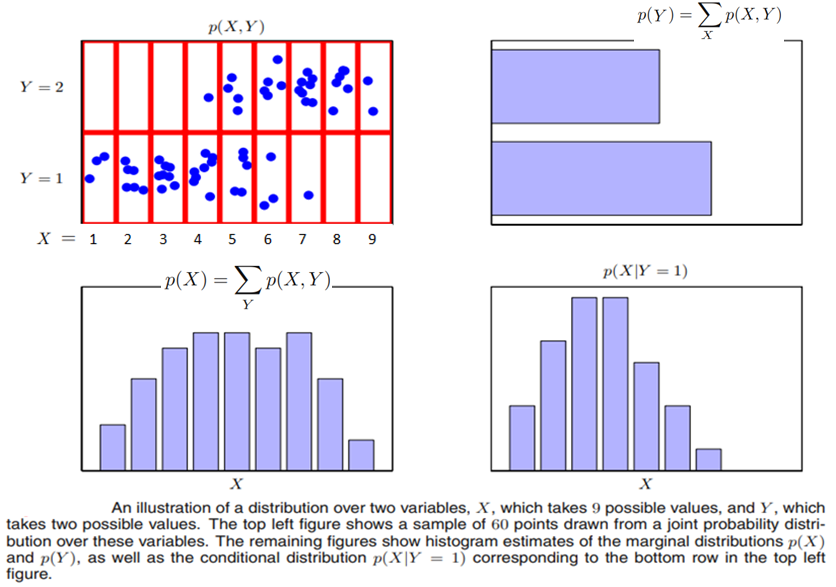 p(X,Y)
p(Y) = ∑_X p(X,Y)
Y = 2
Y = 1
X = 1 2 3 4 5 6 7 8 9
p(X) = ∑_Y p(X,Y)
p(X|Y = 1)
X
X
An illustration of a distribution over two variables, X, which takes 9 possible values, and Y, which
takes two possible values. The top left figure shows a sample of 60 points drawn from a joint probability distri-
bution over these variables. The remaining figures show histogram estimates of the marginal distributions p(X)
and p(Y), as well as the conditional distribution p(X|Y = 1) corresponding to the bottom row in the top left
figure.